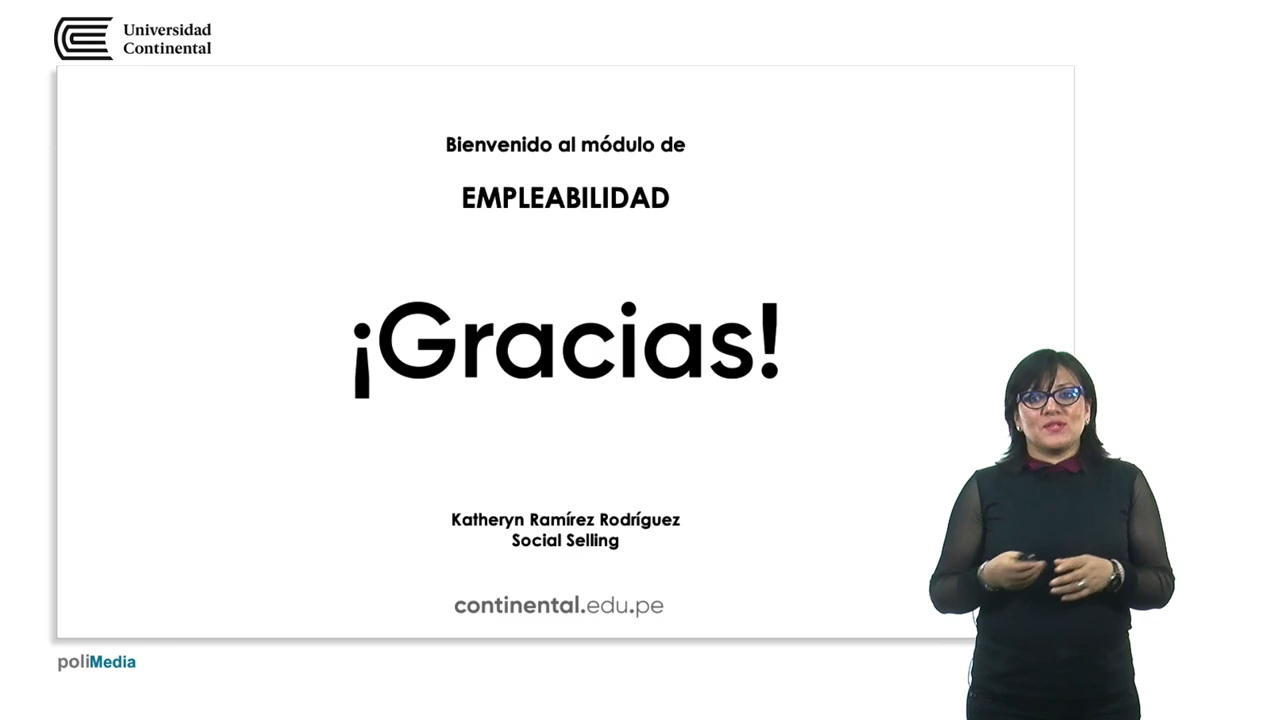 Universidad
Continental
Bienvenido al módulo de
EMPLEABILIDAD
¡Gracias!
Katheryn Ramírez Rodríguez
Social Selling
continental.edu.pe
poliMedia